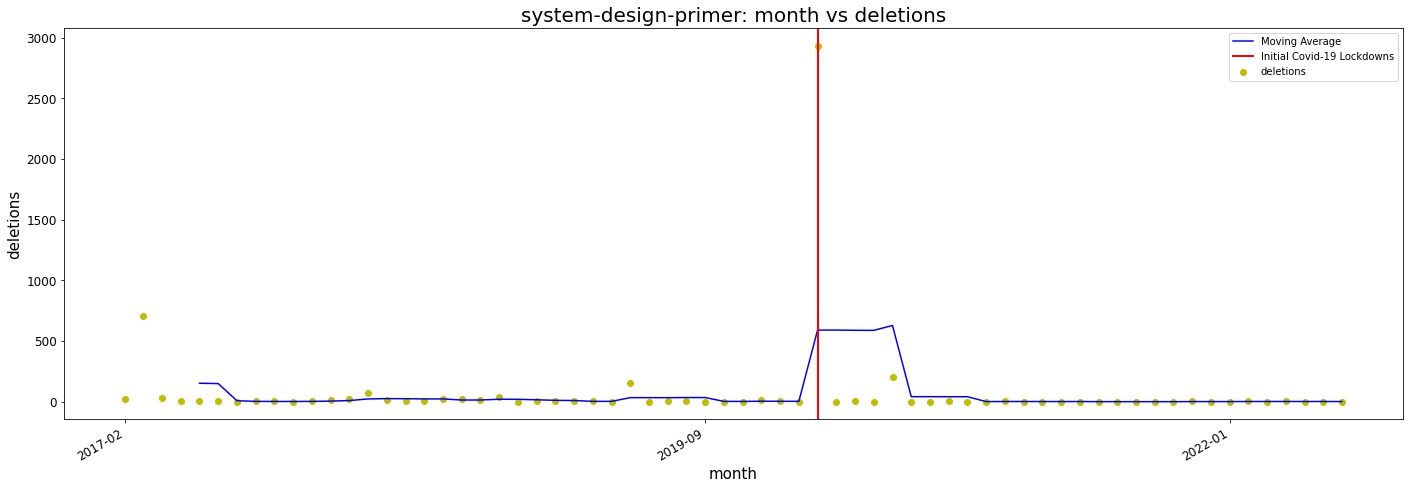 system-design-primer: month vs deletions
3000
2500
2000
1500
1000
500
0
deletions
Moving Average
Initial Covid-19 Lockdowns
deletions
2017-02
2019-09
2022-01
month